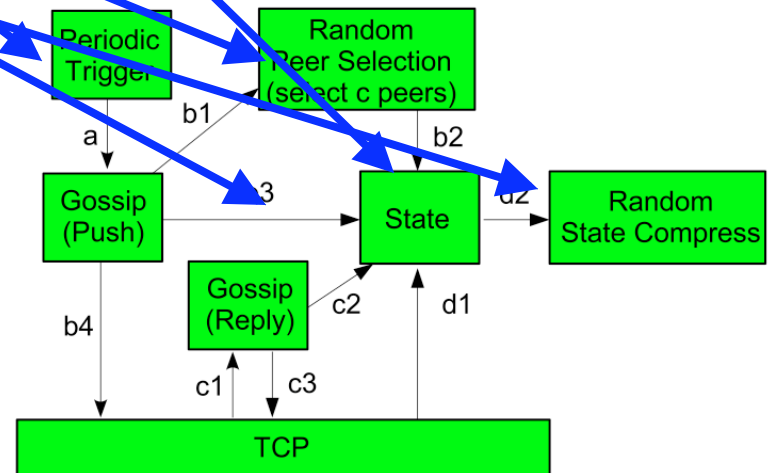 Periodic
Trigger
Random
Peer Selection
(select c peers)
a
b1
b2
Gossip
(Push)
State
d2
Random
State Compress
Gossip
(Reply)
c2
d1
b4
c1
c3
TCP